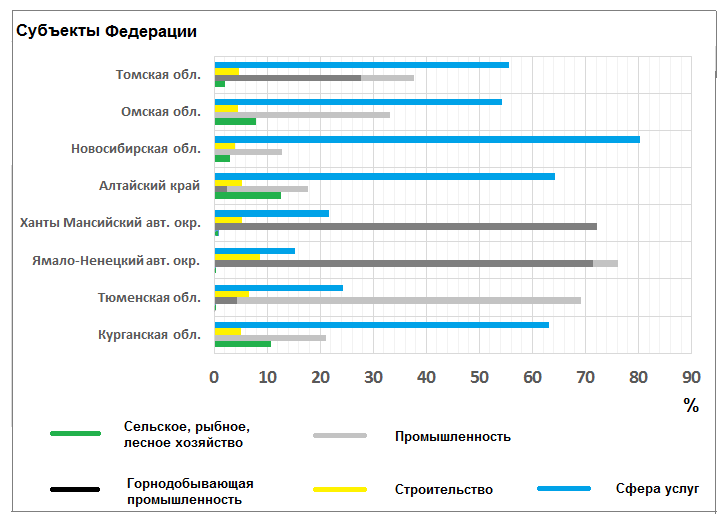 Субъекты Федерации
Томская обл.
Омская обл.
Новосибирская обл.
Алтайский край
Ханты Мансийский авт. окр.
Ямало-Ненецкий авт. окр.
Тюменская обл.
Курганская обл.
0 10 20 30 40 50 60 70 80 90
%
Сельское, рыбное,
лесное хозяйство
Промышленность
Горнодобывающая
промышленность
Строительство
Сфера услуг